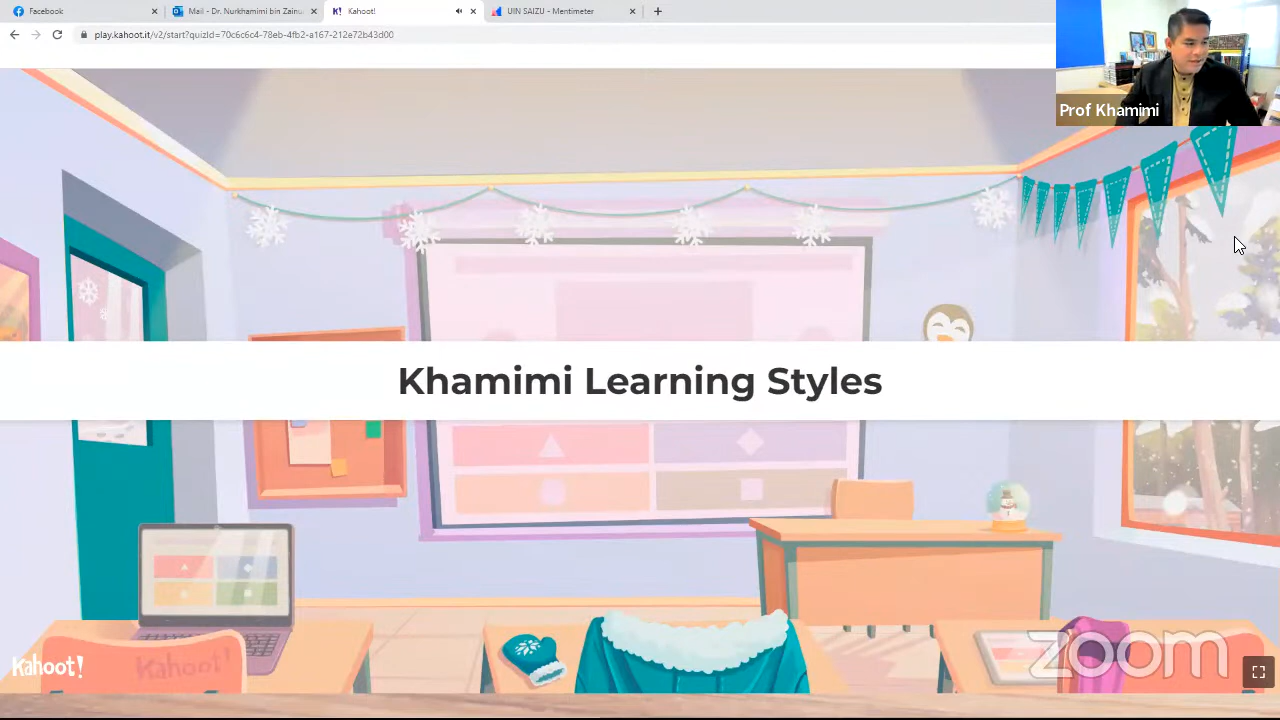 Facebook
Mail - Dr. Nurkhamimi bin Zainu
Kahoot!
UIN SAIZU - Mentimeter
play.kahoot.it/v2/start?quizId=70c6c6c4-78eb-4fb2-a167-212e72b43d00
Prof Khamimi
Khamimi Learning Styles
Kahoot!
Kahoot!
zoom